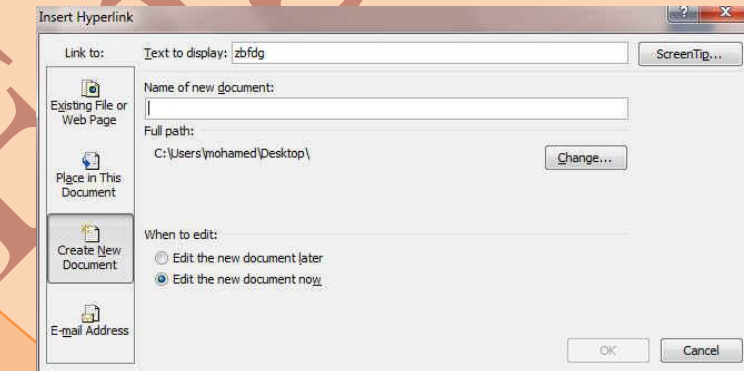 Insert Hyperlink
Link to:
Text to display: zbfdg
ScreenTip...
Existing File or
Web Page
Place in This
Document
Create New
Document
E-mail Address
Name of new document:
Full path:
C:\Users\mohamed\Desktop\
Change...
When to edit:
Edit the new document later
Edit the new document now
OK
Cancel